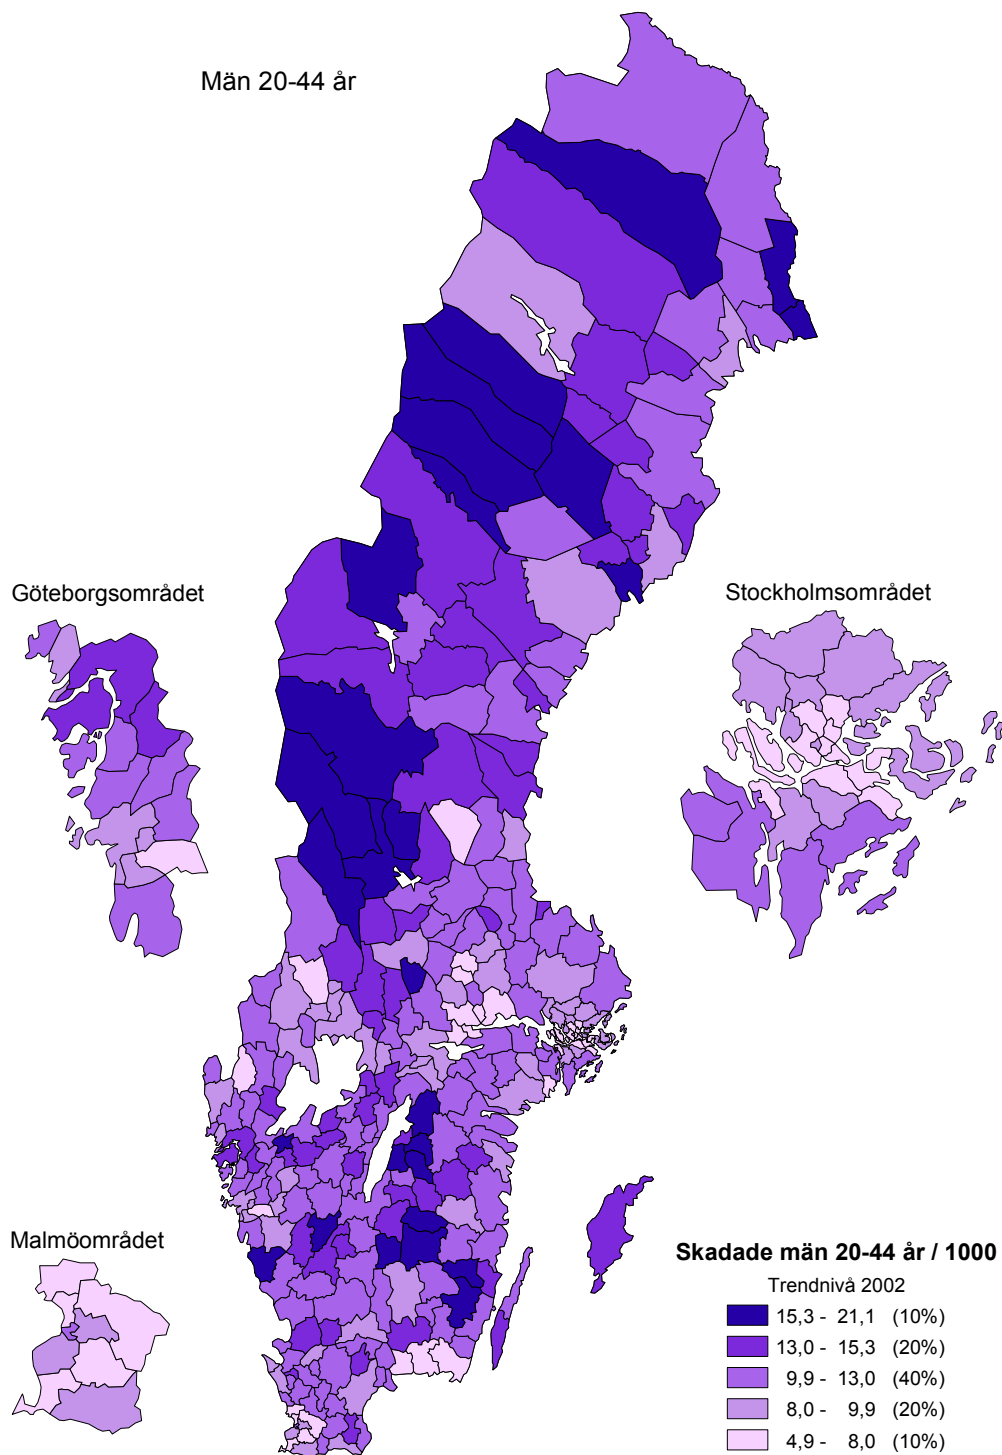 Män 20-44 år
Göteborgsområdet
Stockholmsområdet
Malmöområdet
Skadade män 20-44 år / 1000
Trendnivå 2002
15,3 - 21,1 (10%)
13,0 - 15,3 (20%)
9,9 - 13,0 (40%)
8,0 - 9,9 (20%)
4,9 - 8,0 (10%)